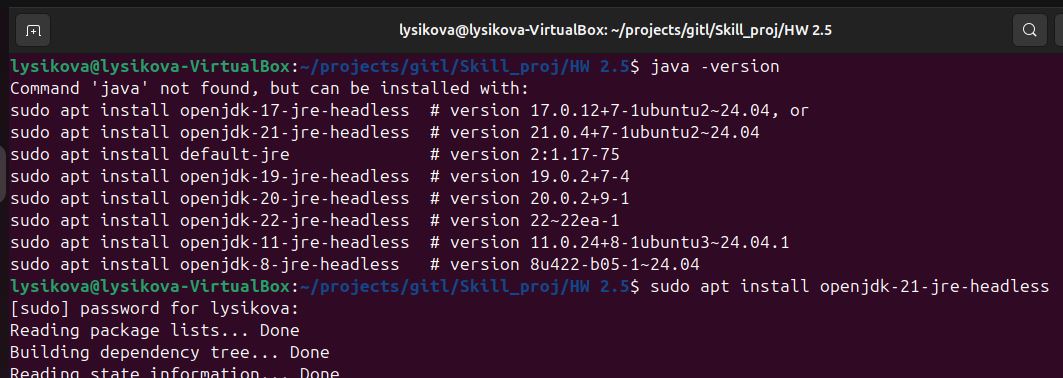 lysikova@lysikova-VirtualBox: ~/projects/gitl/Skill_proj/HW 2.5
lysikova@lysikova-VirtualBox:~/projects/gitl/Skill_proj/HW 2.5$ java -version
Command 'java' not found, but can be installed with:
sudo apt install openjdk-17-jre-headless  # version 17.0.12+7-1ubuntu2~24.04, or
sudo apt install openjdk-21-jre-headless  # version 21.0.4+7-1ubuntu2~24.04
sudo apt install default-jre              # version 2:1.17-75
sudo apt install openjdk-19-jre-headless  # version 19.0.2+7-4
sudo apt install openjdk-20-jre-headless  # version 20.0.2+9-1
sudo apt install openjdk-22-jre-headless  # version 22~22ea-1
sudo apt install openjdk-11-jre-headless  # version 11.0.24+8-1ubuntu3~24.04.1
sudo apt install openjdk-8-jre-headless   # version 8u422-b05-1~24.04
lysikova@lysikova-VirtualBox:~/projects/gitl/Skill_proj/HW 2.5$ sudo apt install openjdk-21-jre-headless
[sudo] password for lysikova:
Reading package lists... Done
Building dependency tree... Done
Reading state information... Done